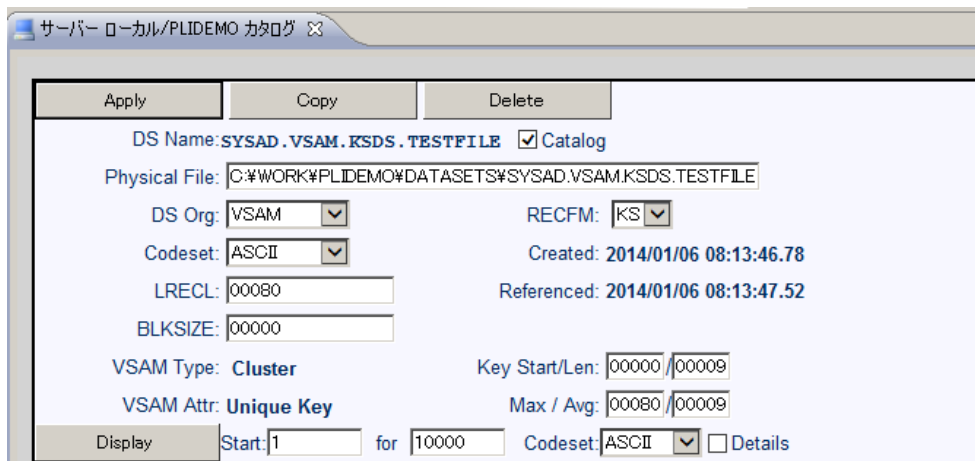 サーバー ローカル/PLIDEMO カタログ
Apply Copy Delete
DS Name: SYSAD.VSAM.KSDS.TESTFILE Catalog
Physical File: C:¥WORK¥PLIDEMO¥DATASETS¥SYSAD.VSAM.KSDS.TESTFILE
DS Org: VSAM RECFM: KS
Codeset: ASCII Created: 2014/01/06 08:13:46.78
LRECL: 00080 Referenced: 2014/01/06 08:13:47.52
BLKSIZE: 00000
VSAM Type: Cluster Key Start/Len: 00000 / 00009
VSAM Attr: Unique Key Max / Avg: 00080 / 00009
Display Start: 1 for 10000 Codeset: ASCII Details